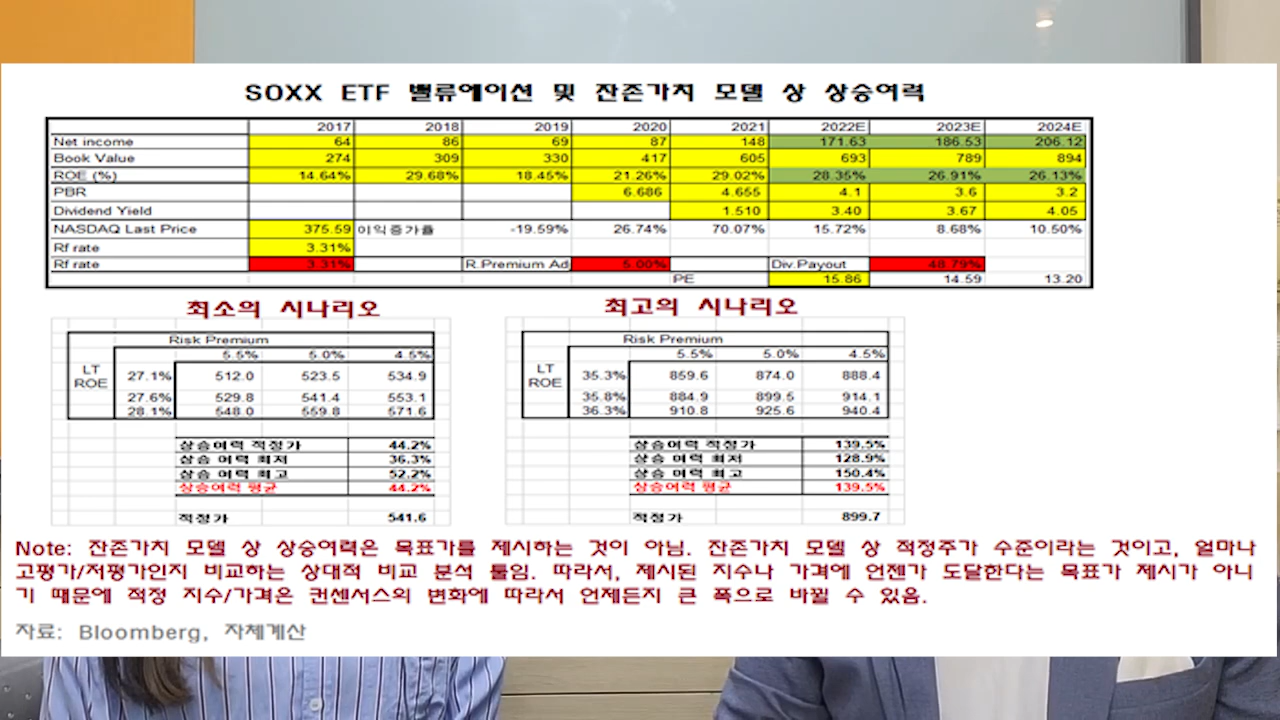 SOXX ETF 밸류에이션 및 잔존가치 모델 상 상승여력
2017 2018 2019 2020 2021 2022E 2023E 2024E
Net income 64 86 69 87 148 171.63 186.53 206.12
Book Value 274 309 330 417 605 693 789 894
ROE (%) 14.64% 29.68% 18.45% 21.26% 29.02% 28.35% 26.91% 26.13%
PBR 6.686 4.655 4.1 3.6 3.2
Dividend Yield 1.510 3.40 3.67 4.05
NASDAQ Last Price 375.59 이익증가율 -19.59% 26.74% 70.07% 15.72% 8.68% 10.50%
Rf rate 3.31%
Rf rate 3.31% R.Premium Ad 5.00% Div.Payout 48.79%
PE 15.86 14.59 13.20
최소의 시나리오
Risk Premium
5.5% 5.0% 4.5%
LT ROE
27.1% 512.0 523.5 534.9
27.6% 529.8 541.4 553.1
28.1% 548.0 559.8 571.6
상승여력 적정가 44.2%
상승 여력 최저 36.3%
상승 여력 최고 52.2%
상승여력 평균 44.2%
적정가 541.6
최고의 시나리오
Risk Premium
5.5% 5.0% 4.5%
LT ROE
35.3% 859.6 874.0 888.4
35.8% 884.9 899.5 914.1
36.3% 910.8 925.6 940.4
상승여력 적정가 139.5%
상승 여력 최저 128.9%
상승 여력 최고 150.4%
상승여력 평균 139.5%
적정가 899.7
Note: 잔존가치 모델 상 상승여력은 목표가를 제시하는 것이 아님. 잔존가치 모델 상 적정주가 수준이라는 것이고, 얼마나
고평가/저평가인지 비교하는 상대적 비교 분석 툴임. 따라서, 제시된 지수나 가격에 언젠가 도달한다는 목표가 제시가 아니
기 때문에 적정 지수/가격은 컨센서스의 변화에 따라서 언제든지 큰 폭으로 바뀔 수 있음.
자료: Bloomberg, 자체계산